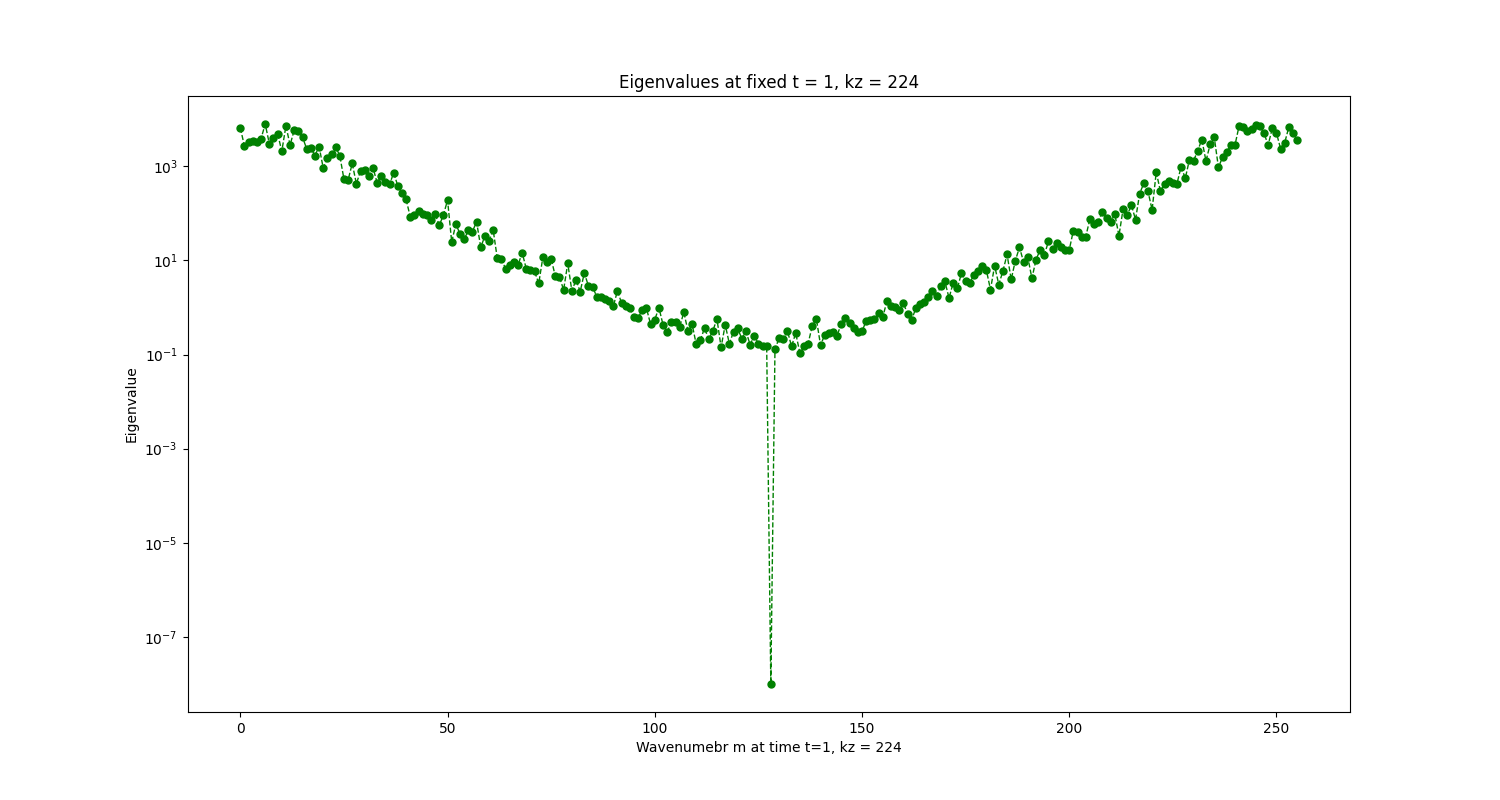 Eigenvalues at fixed t = 1, kz = 224
Eigenvalue
10³
10¹
10⁻¹
10⁻³
10⁻⁵
10⁻⁷
0 50 100 150 200 250
Wavenumebr m at time t=1, kz = 224